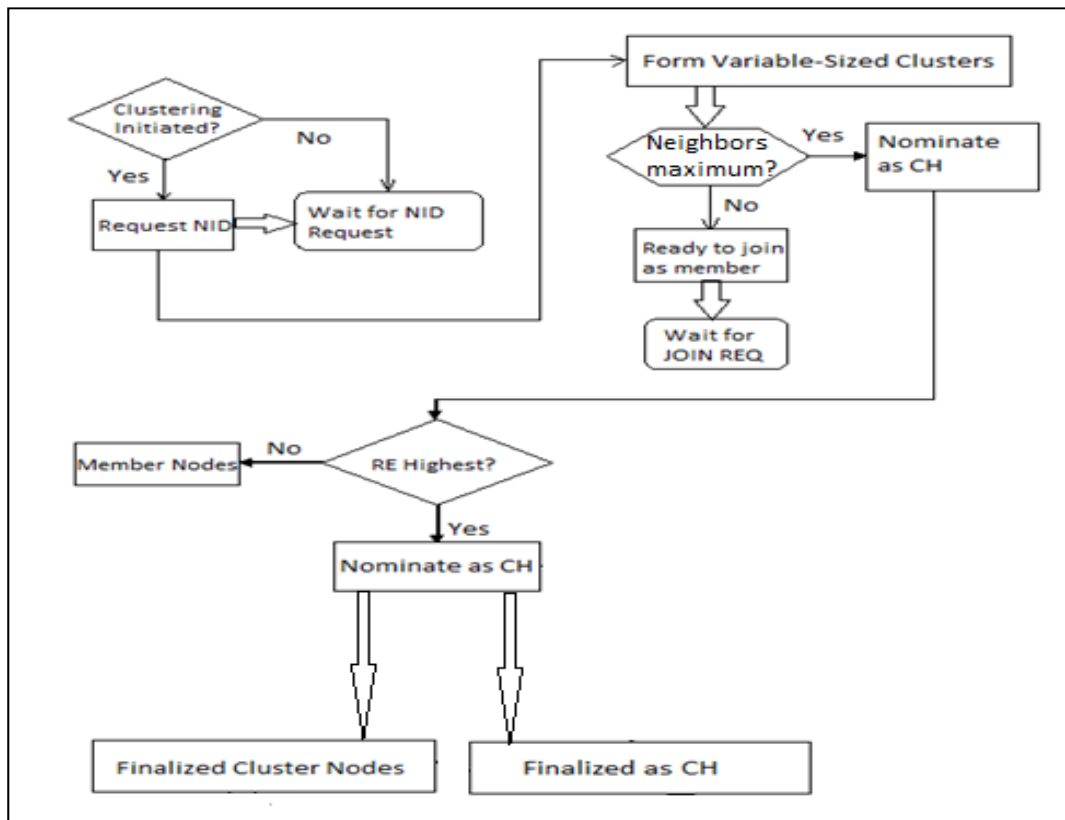 Form Variable-Sized Clusters
Clustering
Initiated?
No
Yes
Request NID
Wait for NID
Request
Neighbors
maximum?
Yes
Nominate
as CH
No
Ready to join
as member
Wait for
JOIN REQ
RE Highest?
No
Member Nodes
Yes
Nominate as CH
Finalized Cluster Nodes
Finalized as CH